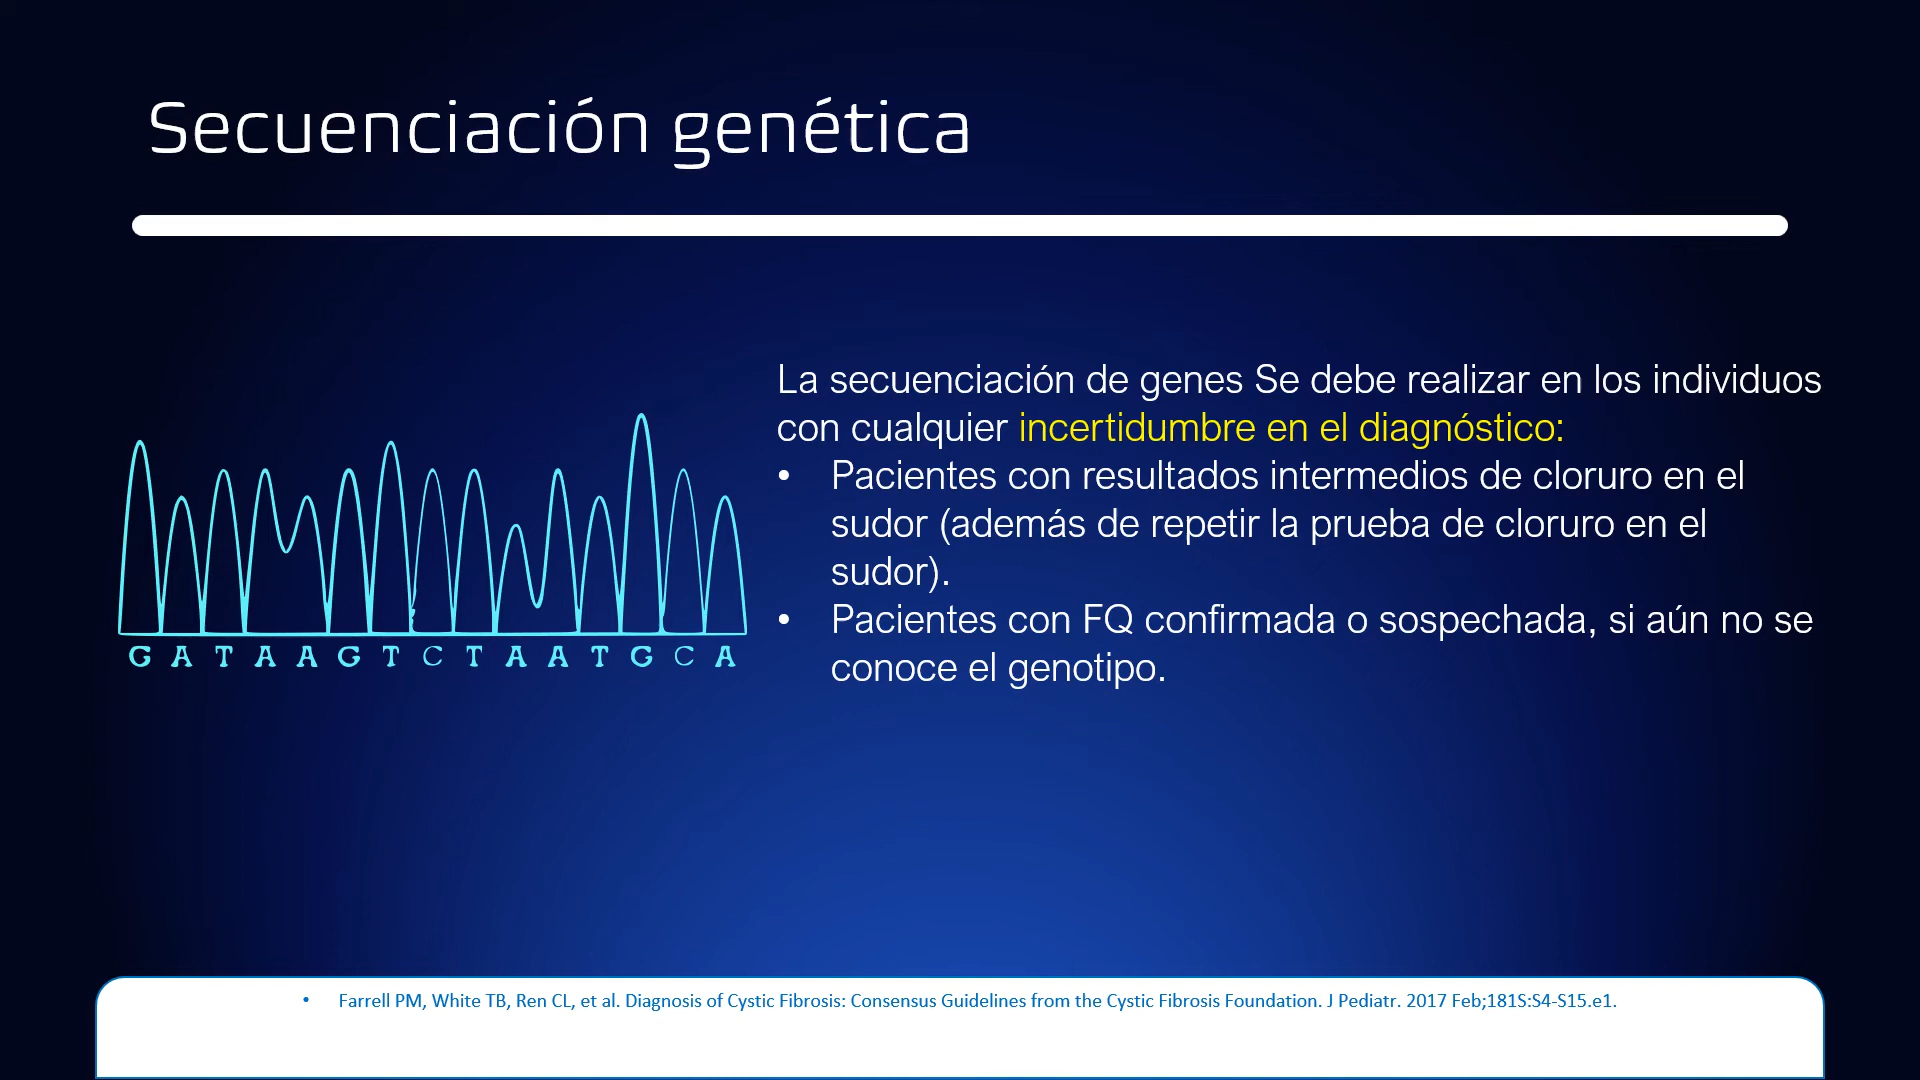 Secuenciación genética
La secuenciación de genes Se debe realizar en los individuos
con cualquier incertidumbre en el diagnóstico:
• Pacientes con resultados intermedios de cloruro en el
sudor (además de repetir la prueba de cloruro en el
sudor).
• Pacientes con FQ confirmada o sospechada, si aún no se
conoce el genotipo.
G A T A A G T C T A A T G C A
• Farrell PM, White TB, Ren CL, et al. Diagnosis of Cystic Fibrosis: Consensus Guidelines from the Cystic Fibrosis Foundation. J Pediatr. 2017 Feb;181S:S4-S15.e1.